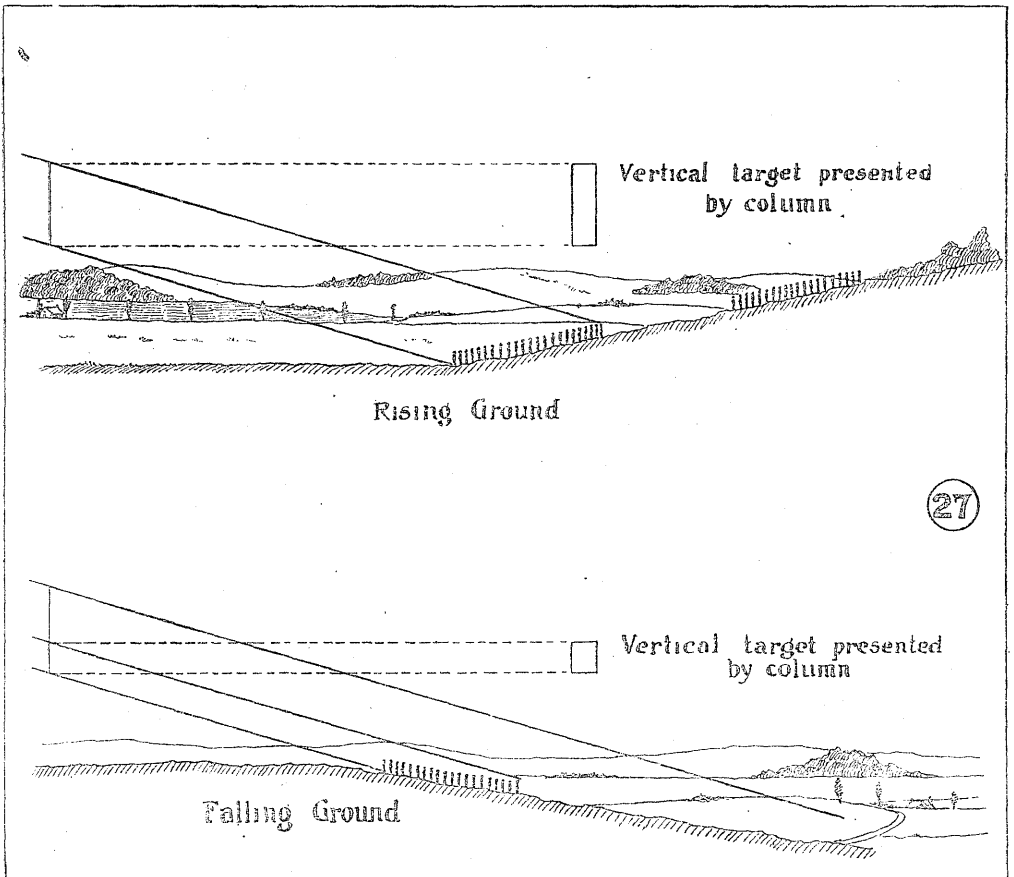 Vertical target presented
by column
Rising Ground
27
Vertical target presented
by column
Falling Ground